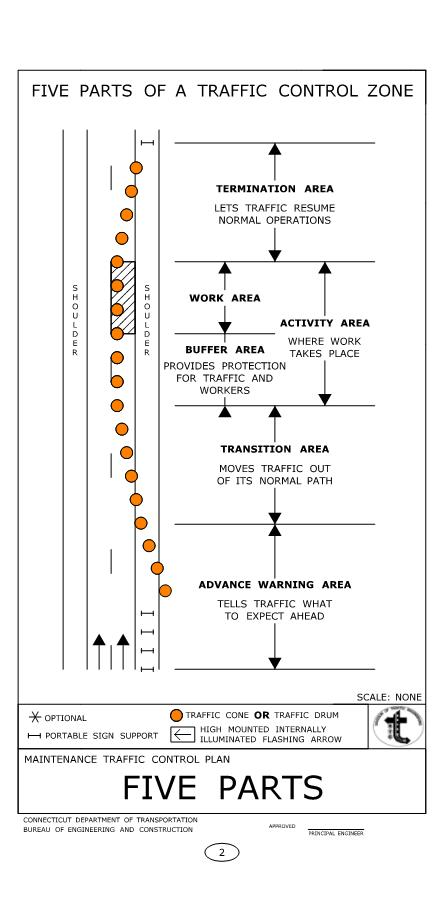 FIVE PARTS OF A TRAFFIC CONTROL ZONE
TERMINATION AREA
LETS TRAFFIC RESUME
NORMAL OPERATIONS
SHOULDER
SHOULDER
WORK AREA
ACTIVITY AREA
WHERE WORK
TAKES PLACE
BUFFER AREA
PROVIDES PROTECTION
FOR TRAFFIC AND
WORKERS
TRANSITION AREA
MOVES TRAFFIC OUT
OF ITS NORMAL PATH
ADVANCE WARNING AREA
TELLS TRAFFIC WHAT
TO EXPECT AHEAD
SCALE: NONE
OPTIONAL
TRAFFIC CONE OR TRAFFIC DRUM
PORTABLE SIGN SUPPORT
HIGH MOUNTED INTERNALLY
ILLUMINATED FLASHING ARROW
t
MAINTENANCE TRAFFIC CONTROL PLAN
FIVE PARTS
CONNECTICUT DEPARTMENT OF TRANSPORTATION
BUREAU OF ENGINEERING AND CONSTRUCTION
APPROVED
PRINCIPAL ENGINEER
2